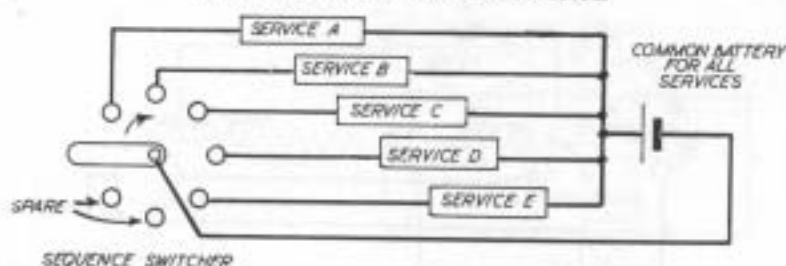 SERVICE A
SERVICE B
SERVICE C
SERVICE D
SERVICE E
COMMON BATTERY
FOR ALL
SERVICES
SPARE
SEQUENCE SWITCHER